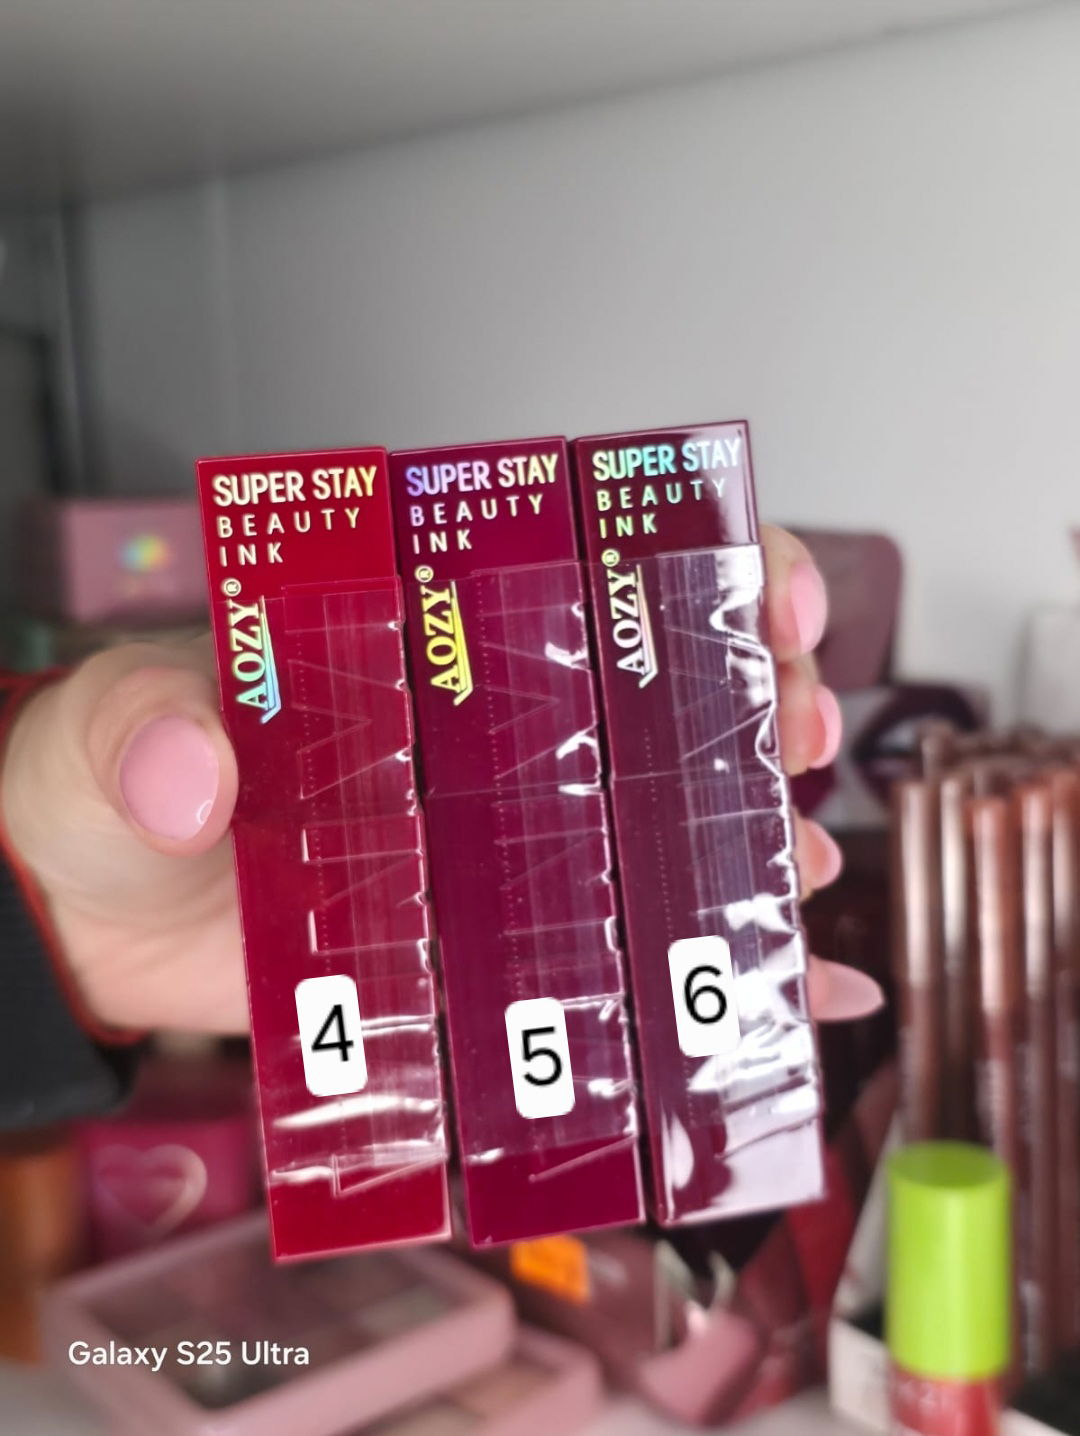 SUPER STAY
BEAUTY
INK
AOZY®
4
SUPER STAY
BEAUTY
INK
AOZY®
5
SUPER STAY
BEAUTY
INK
AOZY®
6
Galaxy S25 Ultra